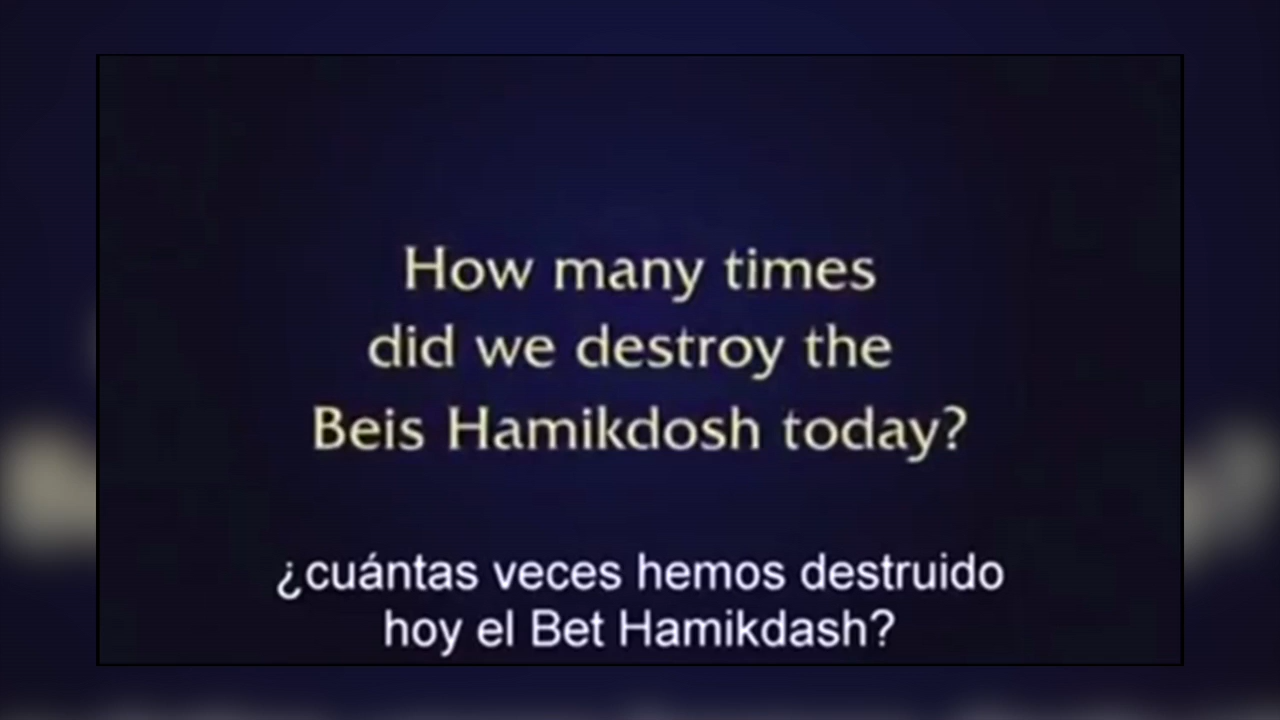 How many times
did we destroy the
Beis Hamikdosh today?
¿cuántas veces hemos destruido
hoy el Bet Hamikdash?